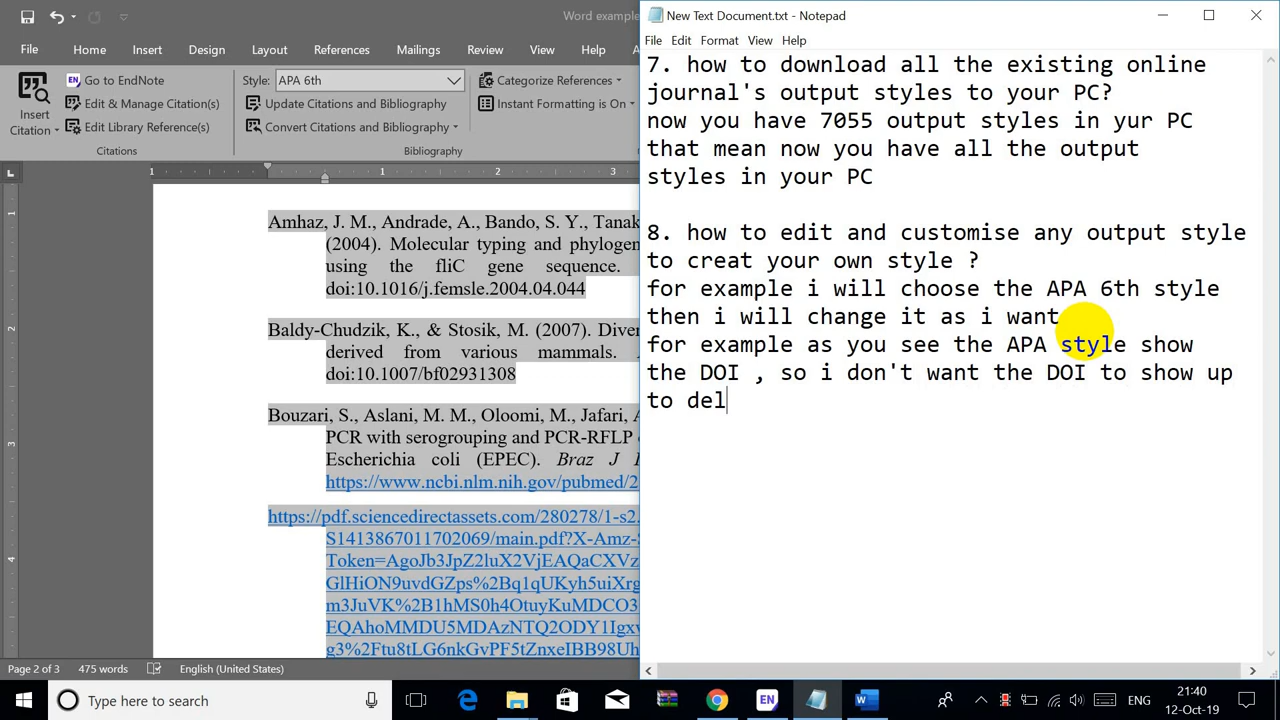 Word example
New Text Document.txt - Notepad
File Home Insert Design Layout References Mailings Review View Help
File Edit Format View Help
Insert Citation
Go to EndNote
Edit & Manage Citation(s)
Edit Library Reference(s)
Citations
Style: APA 6th
Update Citations and Bibliography
Convert Citations and Bibliography
Categorize References
Instant Formatting is On
Bibliography
1 1 2 3
Amhaz, J. M., Andrade, A., Bando, S. Y., Tanak
(2004). Molecular typing and phylogen
using the fliC gene sequence.
doi:10.1016/j.femsle.2004.04.044
Baldy-Chudzik, K., & Stosik, M. (2007). Diver
derived from various mammals.
doi:10.1007/bf02931308
Bouzari, S., Aslani, M. M., Oloomi, M., Jafari,
PCR with serogrouping and PCR-RFLP
Escherichia coli (EPEC). Braz J
https://www.ncbi.nlm.nih.gov/pubmed/2
https://pdf.sciencedirectassets.com/280278/1-s2.
S1413867011702069/main.pdf?X-Amz-S
Token=AgoJb3JpZ2luX2VjEAQaCXVz
GlHiON9uvdGZps%2Bq1qUKyh5uiXrg
m3JuVK%2B1hMS0h4OtuyKuMDCO3
EQAhoMMDU5MDAzNTQ2ODY1Igxv
g3%2Ftu8tLG6nkGvPF5tZnxeIBB98Uh
1
2
3
4
7. how to download all the existing online
journal's output styles to your PC?
now you have 7055 output styles in yur PC
that mean now you have all the output
styles in your PC
8. how to edit and customise any output style
to creat your own style ?
for example i will choose the APA 6th style
then i will change it as i want
for example as you see the APA style show
the DOI , so i don't want the DOI to show up
to del
Page 2 of 3 475 words English (United States)
Type here to search
ENG
21:40
12-Oct-19